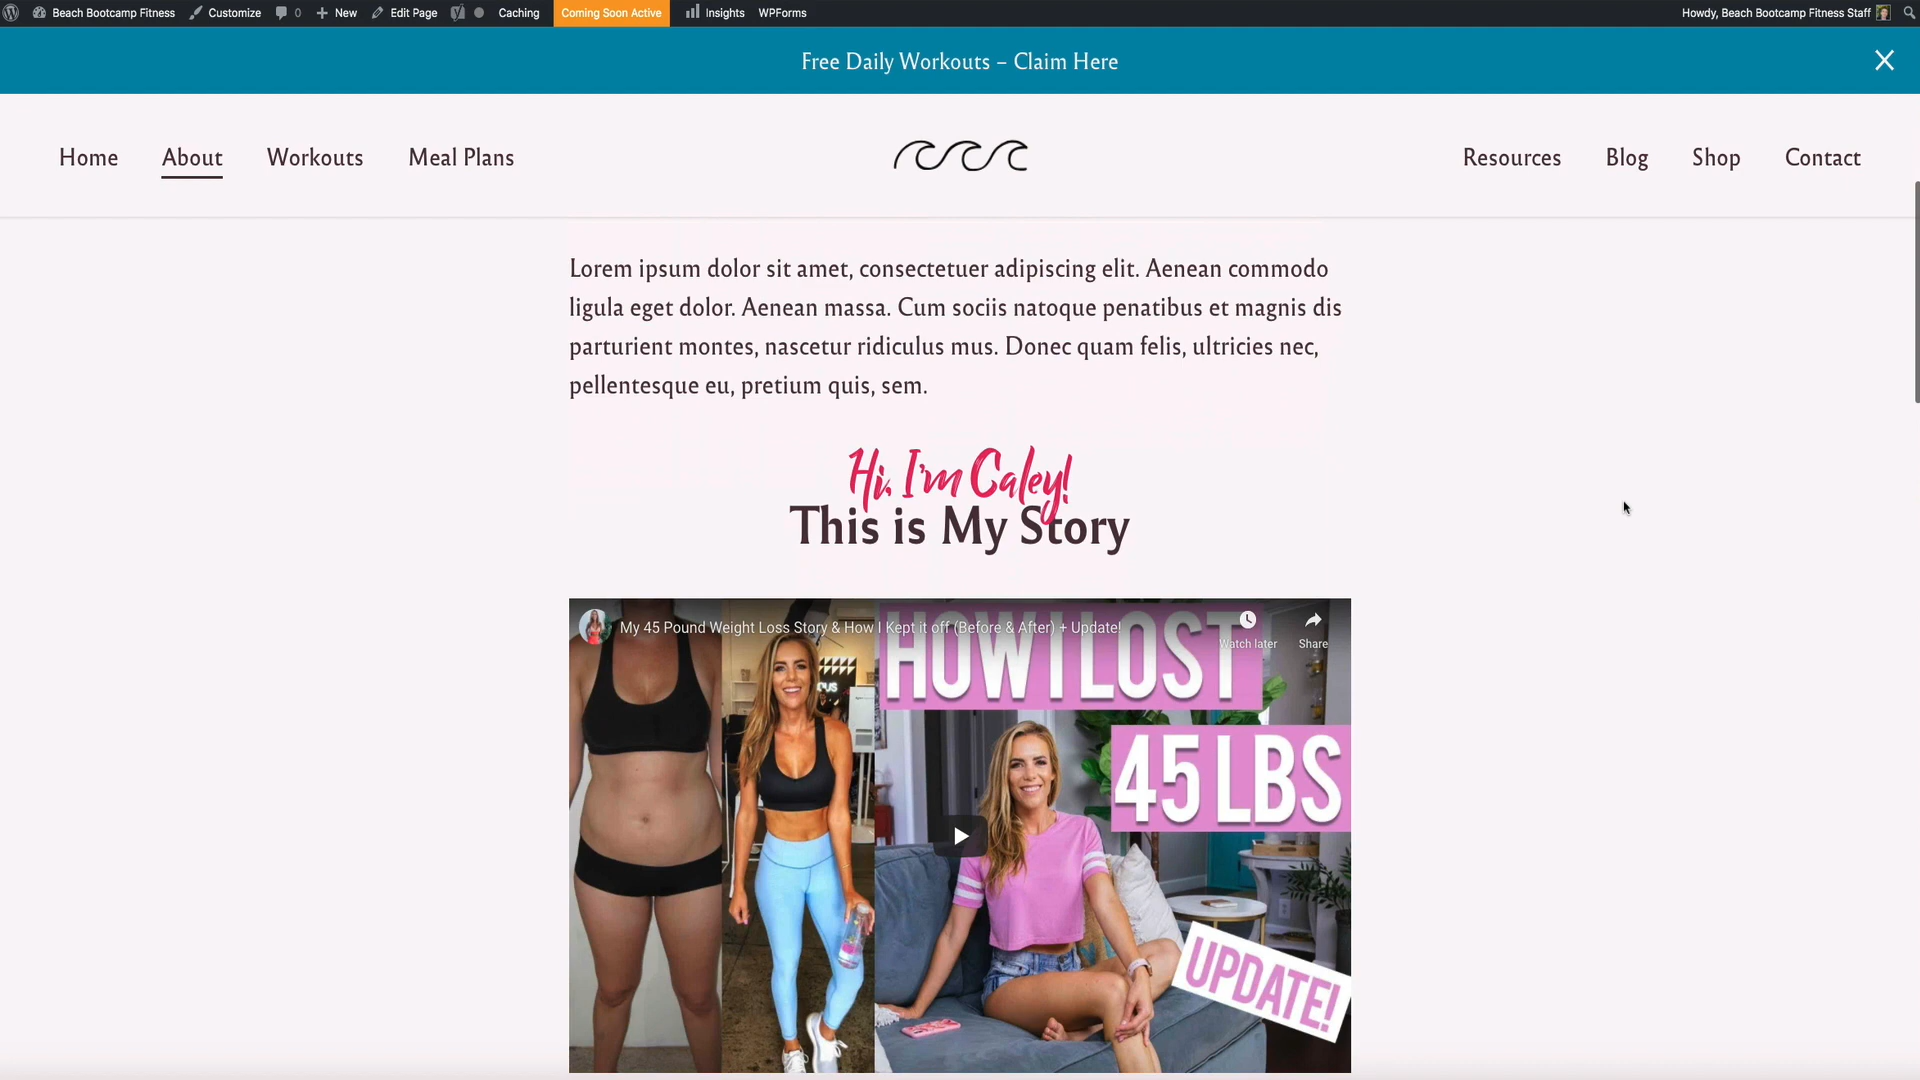 Beach Bootcamp Fitness Customize 0 New Edit Page Caching Coming Soon Active Insights WPForms Howdy, Beach Bootcamp Fitness Staff
Free Daily Workouts – Claim Here
Home About Workouts Meal Plans Resources Blog Shop Contact
Lorem ipsum dolor sit amet, consectetuer adipiscing elit. Aenean commodo
ligula eget dolor. Aenean massa. Cum sociis natoque penatibus et magnis dis
parturient montes, nascetur ridiculus mus. Donec quam felis, ultricies nec,
pellentesque eu, pretium quis, sem.
Hi, I'm Caley!
This is My Story
My 45 Pound Weight Loss Story & How I Kept it off (Before & After) + Update!
Watch later Share
HOW I LOST
45 LBS
UPDATE!